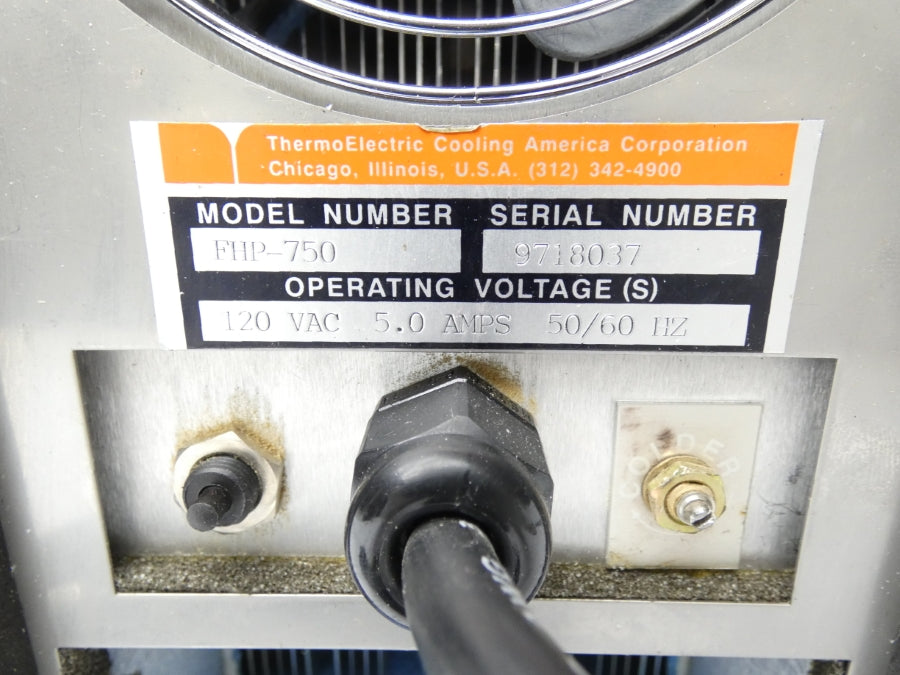 ThermoElectric Cooling America Corporation
Chicago, Illinois, U.S.A. (312) 342-4900
MODEL NUMBER SERIAL NUMBER
FHP-750 9718037
OPERATING VOLTAGE (S)
120 VAC 5.0 AMPS 50/60 HZ
COLDER